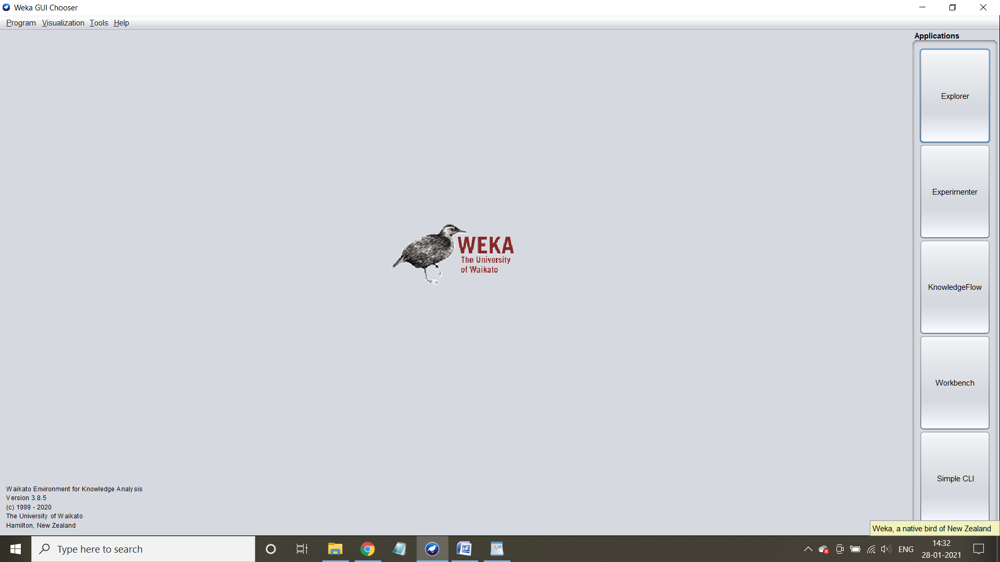 Weka GUI Chooser
Program Visualization Tools Help
Applications
Explorer
Experimenter
KnowledgeFlow
Workbench
Simple CLI
WEKA
The University
of Waikato
Waikato Environment for Knowledge Analysis
Version 3.8.5
(c) 1999 - 2020
The University of Waikato
Hamilton, New Zealand
Weka, a native bird of New Zealand
Type here to search
ENG
14:32
28-01-2021